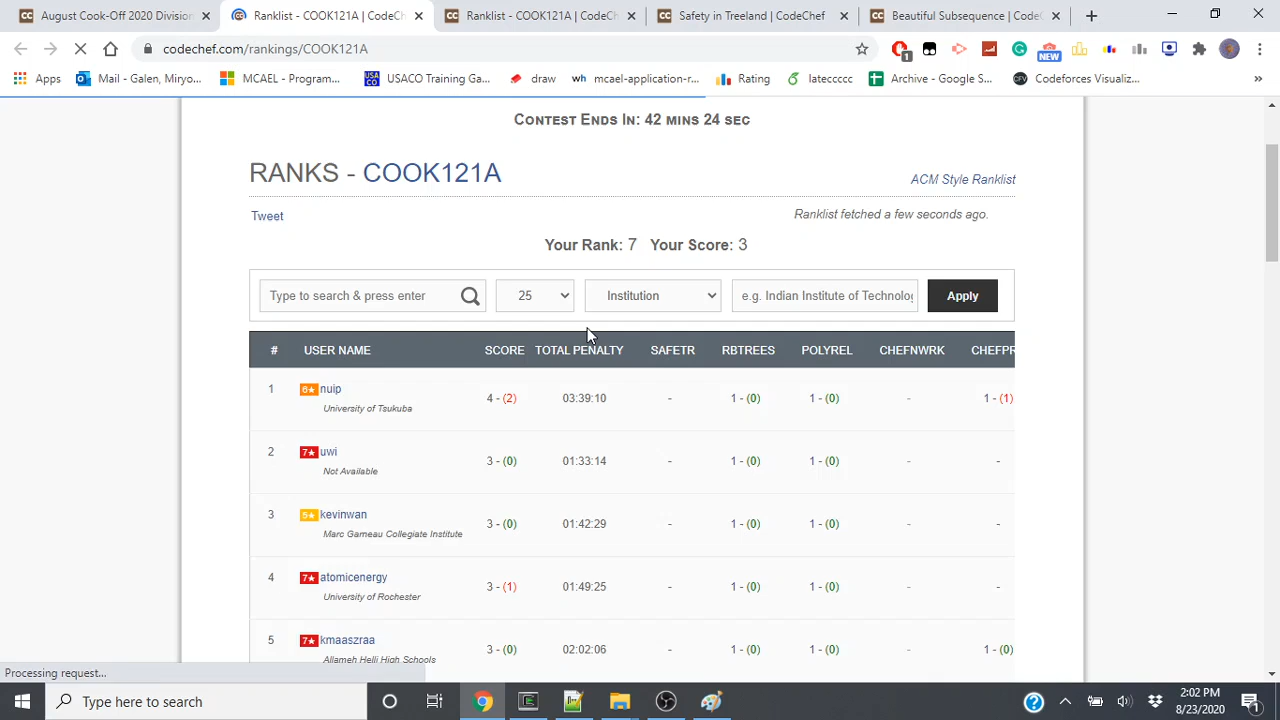 August Cook-Off 2020 Division
Ranklist - COOK121A | CodeCh
Ranklist - COOK121A | CodeCh
Safety in Treeland | CodeChef
Beautiful Subsequence | Code
codechef.com/rankings/COOK121A
1
NEW
Apps
Mail - Galen, Miryo...
MCAEL - Program...
USACO Training Ga...
draw
wh mcael-application-r...
Rating
lateccccc
Archive - Google S...
Codeforces Visualiz...
»
CONTEST ENDS IN: 42 MINS 24 SEC
RANKS - COOK121A
ACM Style Ranklist
Tweet
Ranklist fetched a few seconds ago.
Your Rank: 7 Your Score: 3
Type to search & press enter
25
Institution
e.g. Indian Institute of Technolog
Apply
# USER NAME SCORE TOTAL PENALTY SAFETR RBTREES POLYREL CHEFNWRK CHEFPR
1 6★ nuip 4 - (2) 03:39:10 - 1 - (0) 1 - (0) - 1 - (1)
University of Tsukuba
2 7★ uwi 3 - (0) 01:33:14 - 1 - (0) 1 - (0) - -
Not Available
3 5★ kevinwan 3 - (0) 01:42:29 - 1 - (0) 1 - (0) - -
Marc Garneau Collegiate Institute
4 7★ atomicenergy 3 - (1) 01:49:25 - 1 - (0) 1 - (0) - -
University of Rochester
5 7★ kmaaszraa 3 - (0) 02:02:06 - 1 - (0) 1 - (0) - 1 - (0)
Allameh Helli High Schools
Processing request...
Type here to search
2:02 PM
8/23/2020
1